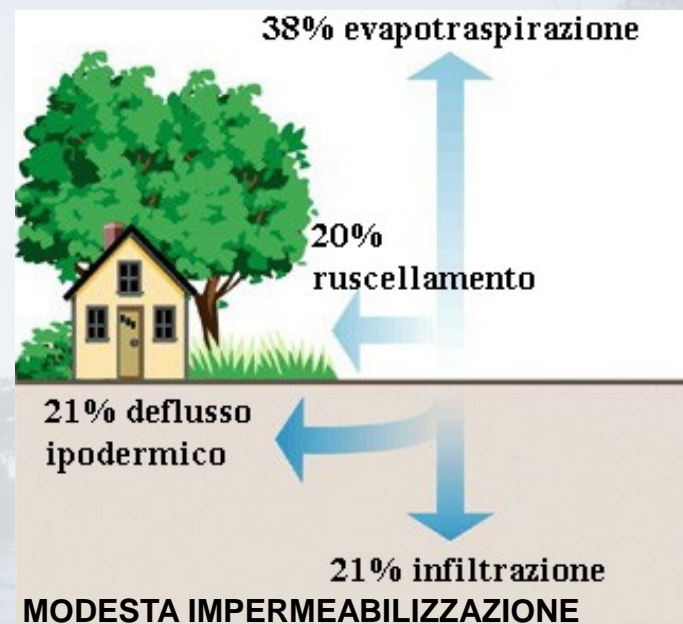 38% evapotraspirazione
20%
ruscellamento
21% deflusso
ipodermico
21% infiltrazione
MODESTA IMPERMEABILIZZAZIONE